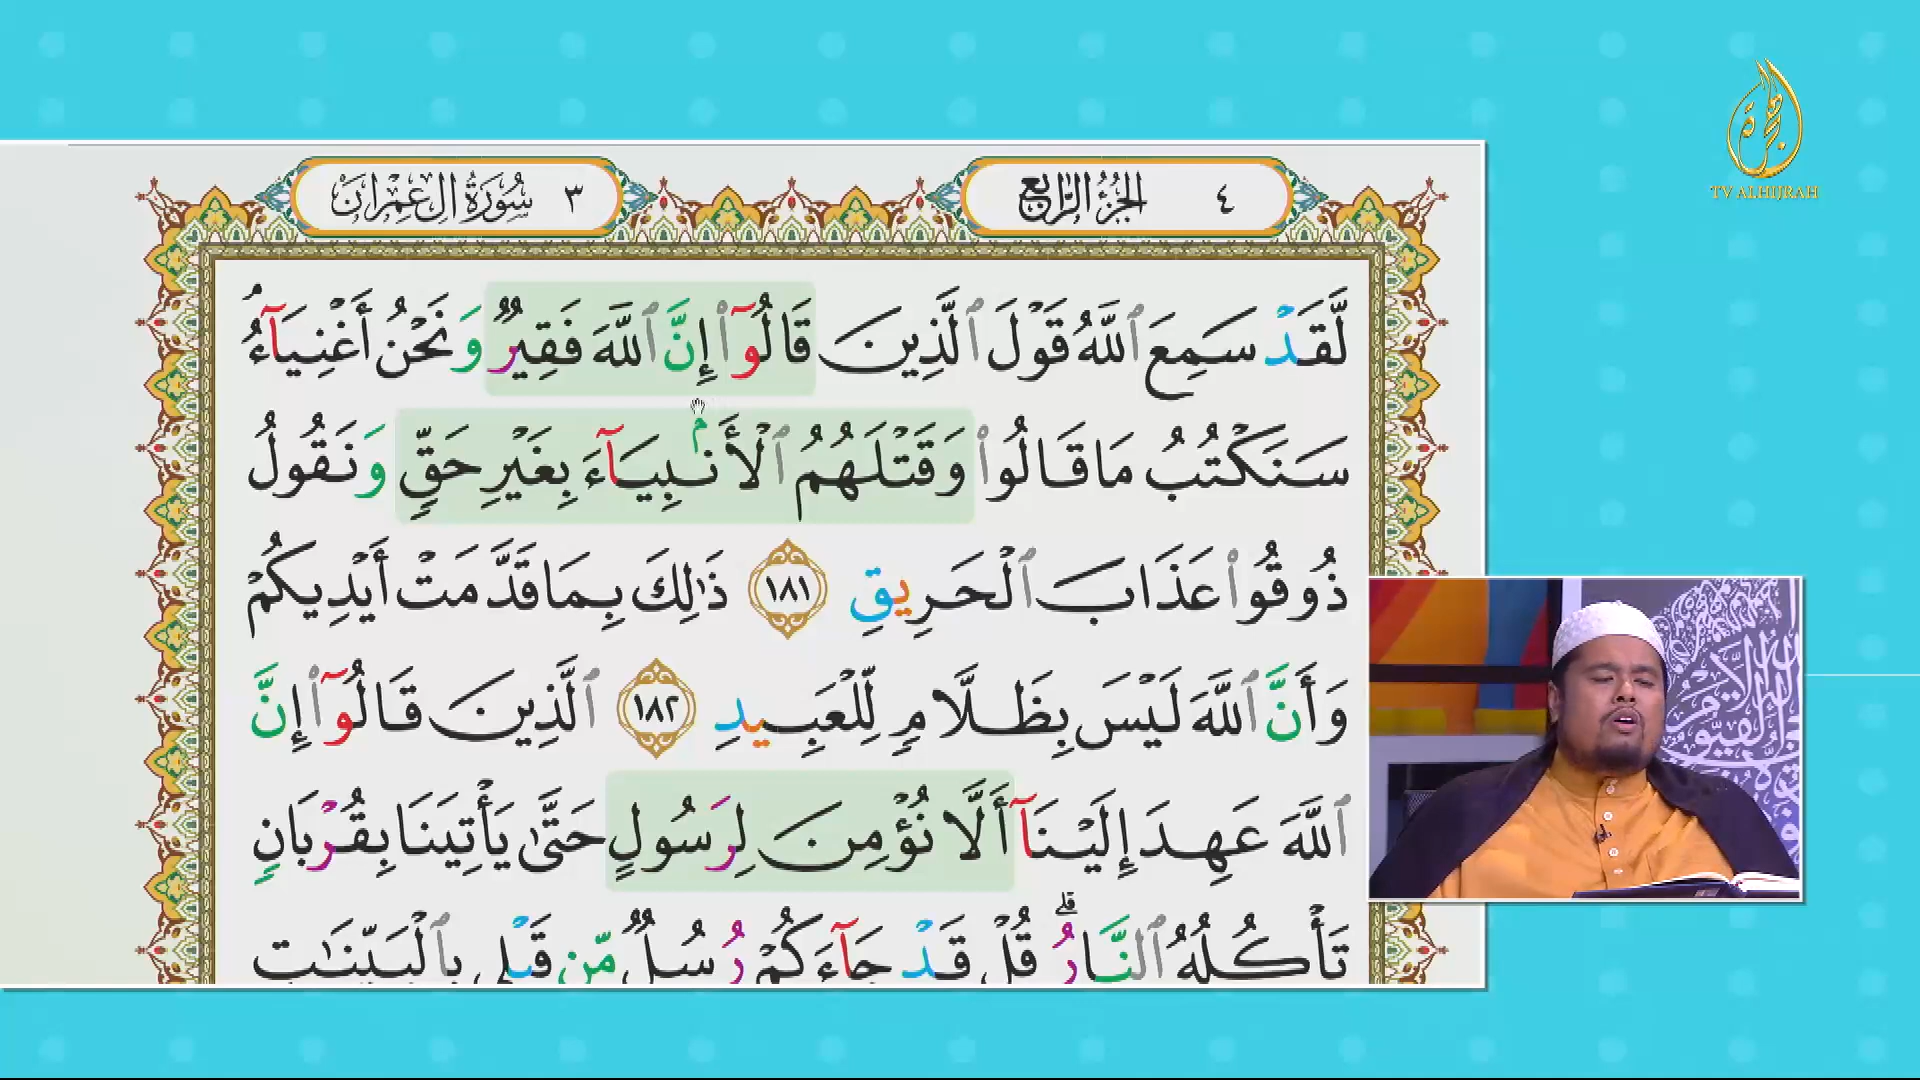 سُورَةُ آلِ عِمْرَانَ ٣
الجُزْءُ الرَّابِعُ ٤
TV ALHIJRAH
لَّقَدْ سَمِعَ ٱللَّهُ قَوْلَ ٱلَّذِينَ قَالُوٓا۟ إِنَّ ٱللَّهَ فَقِيرٌ وَنَحْنُ أَغْنِيَآءُ ۘ
سَنَكْتُبُ مَا قَالُوا۟ وَقَتْلَهُمُ ٱلْأَنۢبِيَآءَ بِغَيْرِ حَقٍّ وَنَقُولُ
ذُوقُوا۟ عَذَابَ ٱلْحَرِيقِ ١٨١ ذَٰلِكَ بِمَا قَدَّمَتْ أَيْدِيكُمْ
وَأَنَّ ٱللَّهَ لَيْسَ بِظَلَّامٍ لِّلْعَبِيدِ ١٨٢ ٱلَّذِينَ قَالُوٓا۟ إِنَّ
ٱللَّهَ عَهِدَ إِلَيْنَآ أَلَّا نُؤْمِنَ لِرَسُولٍ حَتَّىٰ يَأْتِيَنَا بِقُرْبَانٍ
تَأْكُلُهُ ٱلنَّارُ ۗ قُلْ قَدْ جَآءَكُمْ رُسُلٌ مِّن قَبْلِى بِٱلْبَيِّنَٰتِ